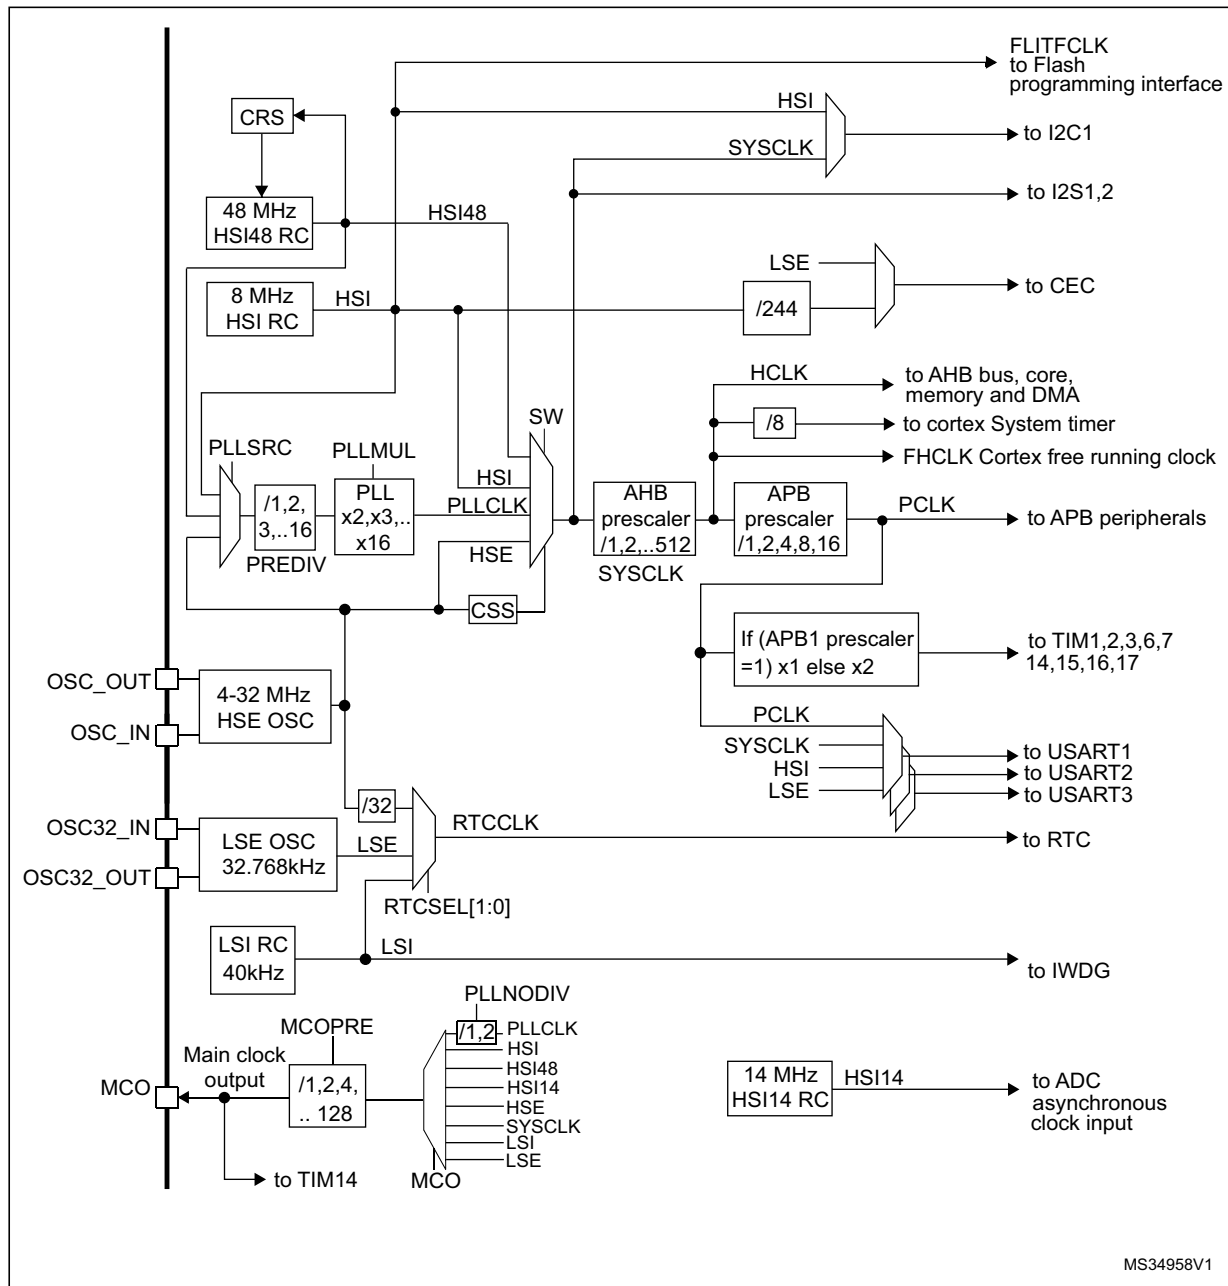 FLITFCLK
to Flash
programming interface
HSI
CRS
to I2C1
SYSCLK
to I2S1,2
48 MHz
HSI48 RC
HSI48
LSE
to CEC
8 MHz
HSI RC
HSI
/244
HCLK
to AHB bus, core,
memory and DMA
SW
/8
to cortex System timer
PLLSRC
PLLMUL
FHCLK Cortex free running clock
HSI
/1,2,
3,..16
PREDIV
PLL
x2,x3,..
x16
PLLCLK
AHB
prescaler
/1,2,..512
SYSCLK
APB
prescaler
/1,2,4,8,16
PCLK
to APB peripherals
HSE
CSS
If (APB1 prescaler
=1) x1 else x2
to TIM1,2,3,6,7
14,15,16,17
OSC_OUT
4-32 MHz
HSE OSC
OSC_IN
PCLK
SYSCLK
HSI
LSE
to USART1
to USART2
to USART3
/32
OSC32_IN
LSE OSC
32.768kHz
LSE
RTCCLK
to RTC
OSC32_OUT
RTCSEL[1:0]
LSI RC
40kHz
LSI
to IWDG
PLLNODIV
MCOPRE
/1,2
PLLCLK
HSI
HSI48
HSI14
HSE
SYSCLK
LSI
LSE
Main clock
output
MCO
/1,2,4,
.. 128
14 MHz
HSI14 RC
HSI14
to ADC
asynchronous
clock input
to TIM14
MCO
MS34958V1